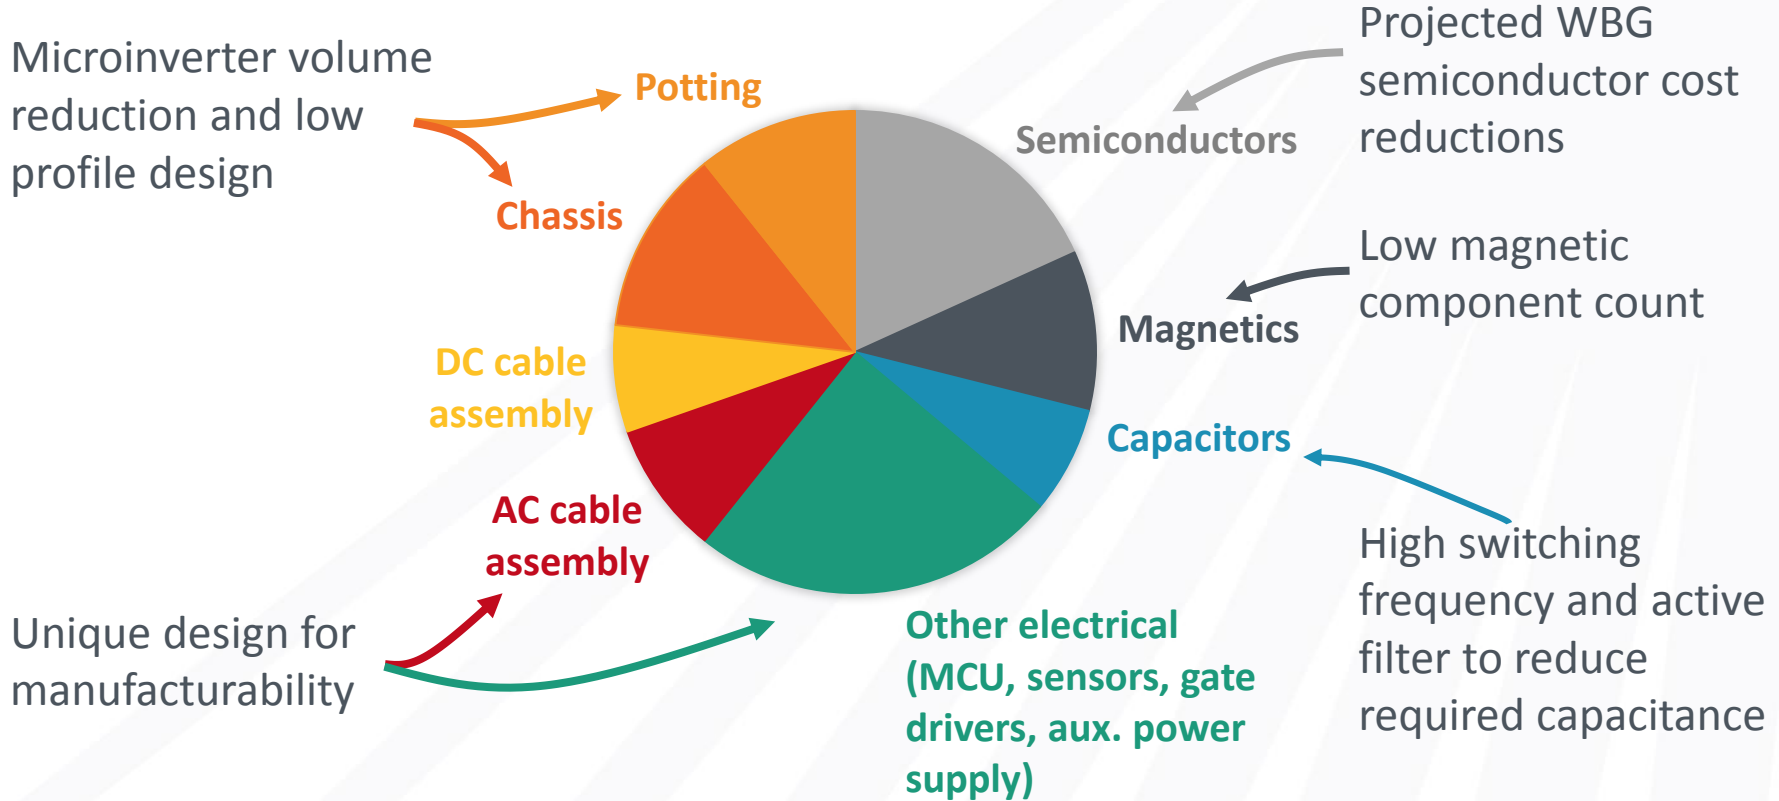 Microinverter volume
reduction and low
profile design
Potting
Chassis
Projected WBG
semiconductor cost
reductions
Semiconductors
Low magnetic
component count
Magnetics
DC cable
assembly
Capacitors
AC cable
assembly
High switching
frequency and active
filter to reduce
required capacitance
Unique design for
manufacturability
Other electrical
(MCU, sensors, gate
drivers, aux. power
supply)